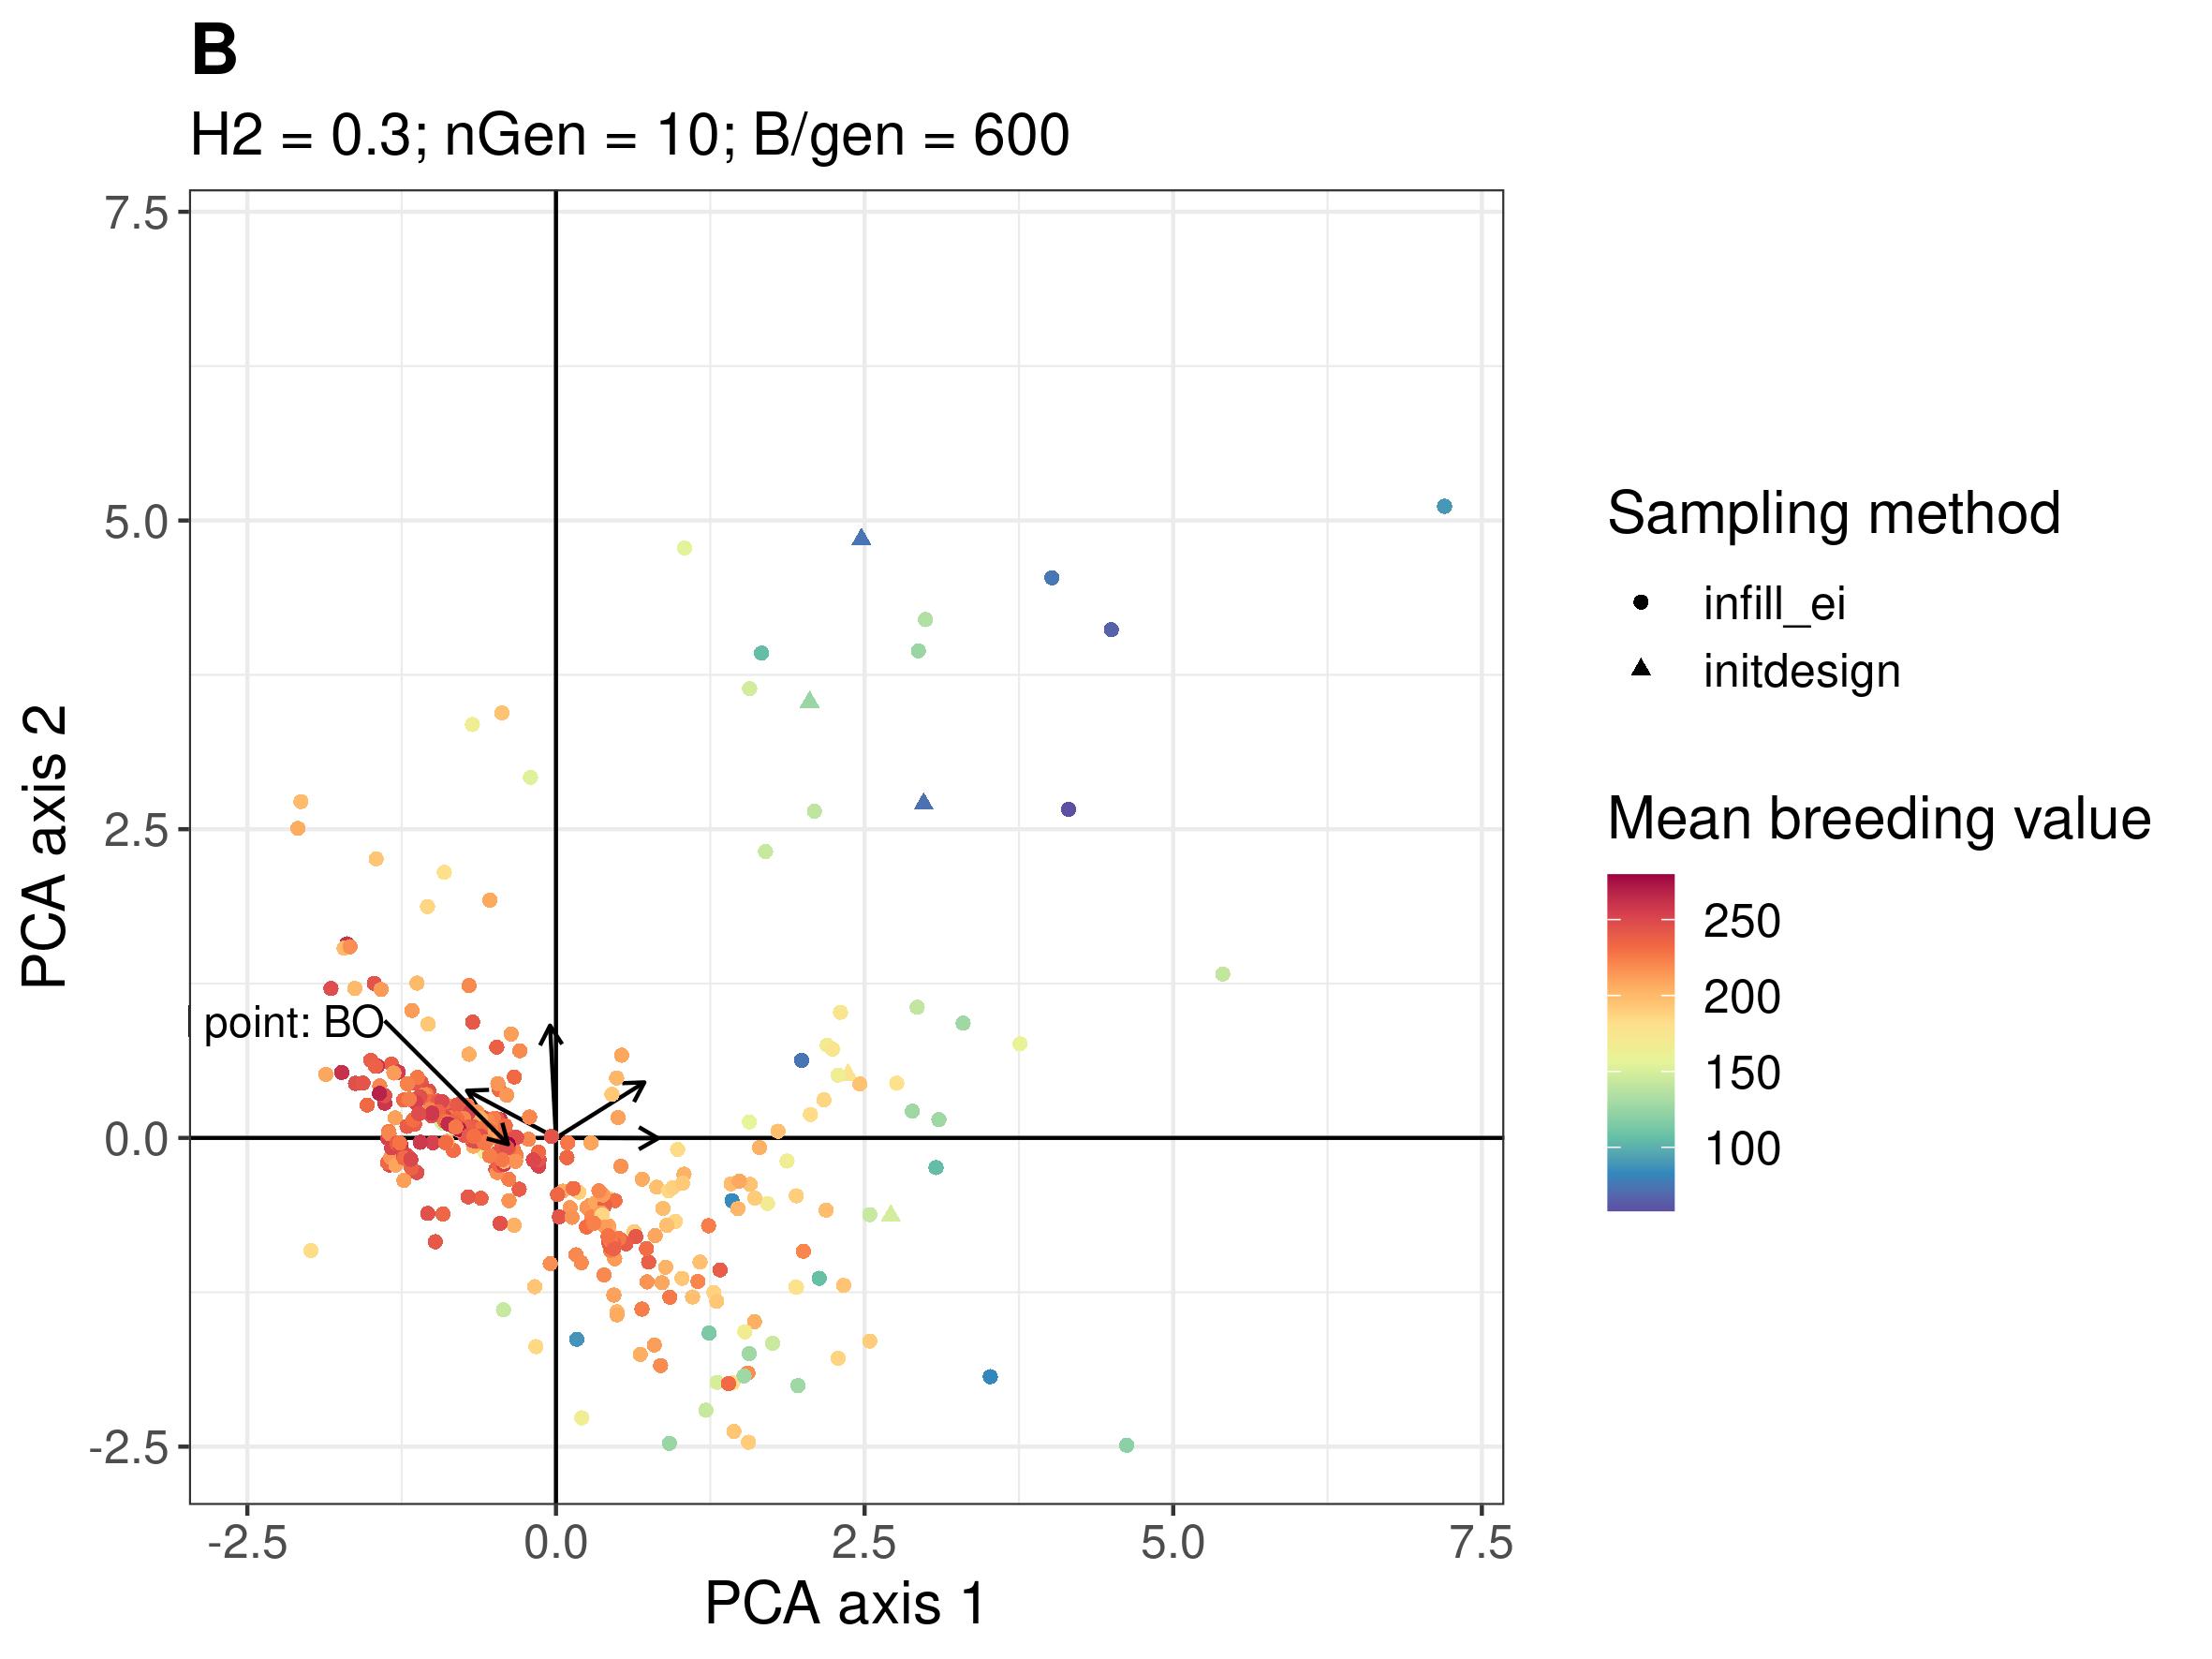 B
H2 = 0.3; nGen = 10; B/gen = 600
7.5
5.0
2.5
0.0
-2.5
PCA axis 2
point: BO
-2.5
0.0
2.5
5.0
7.5
PCA axis 1
Sampling method
infill_ei
initdesign
Mean breeding value
250
200
150
100